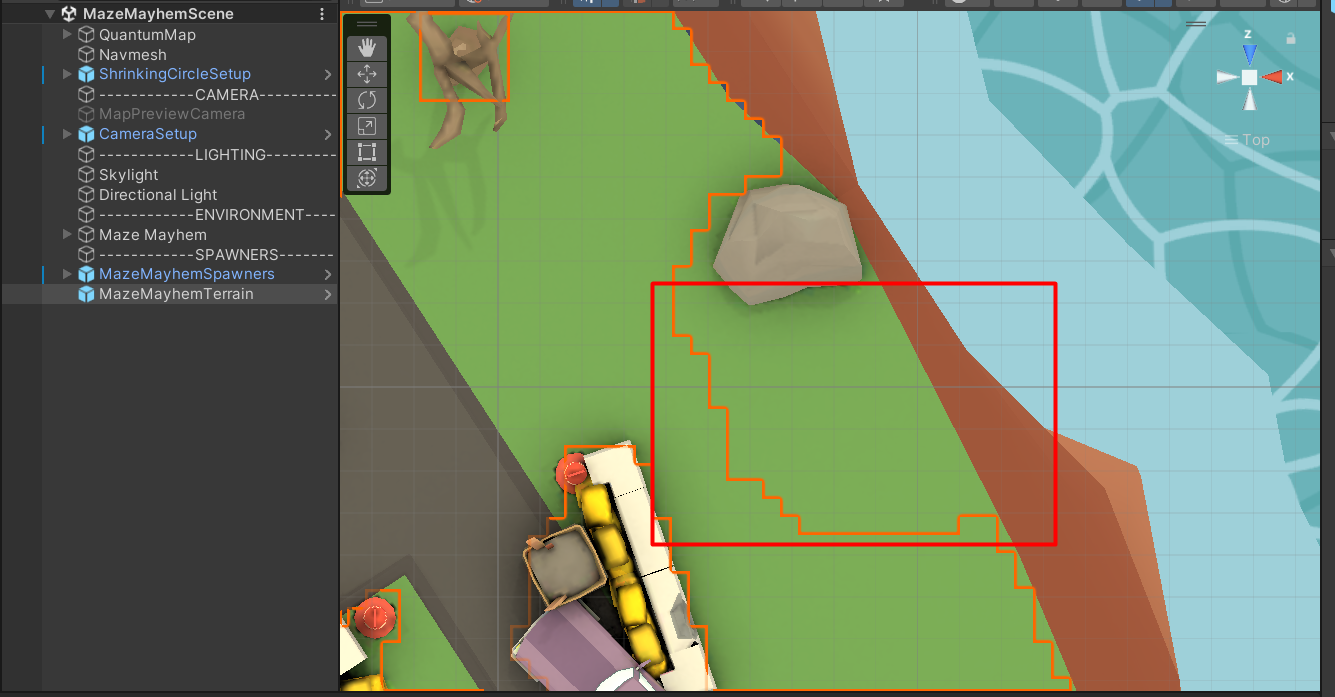 MazeMayhemScene
QuantumMap
Navmesh
ShrinkingCircleSetup
------------CAMERA---------
MapPreviewCamera
CameraSetup
------------LIGHTING---------
Skylight
Directional Light
------------ENVIRONMENT----
Maze Mayhem
------------SPAWNERS-------
MazeMayhemSpawners
MazeMayhemTerrain
z
x
Top